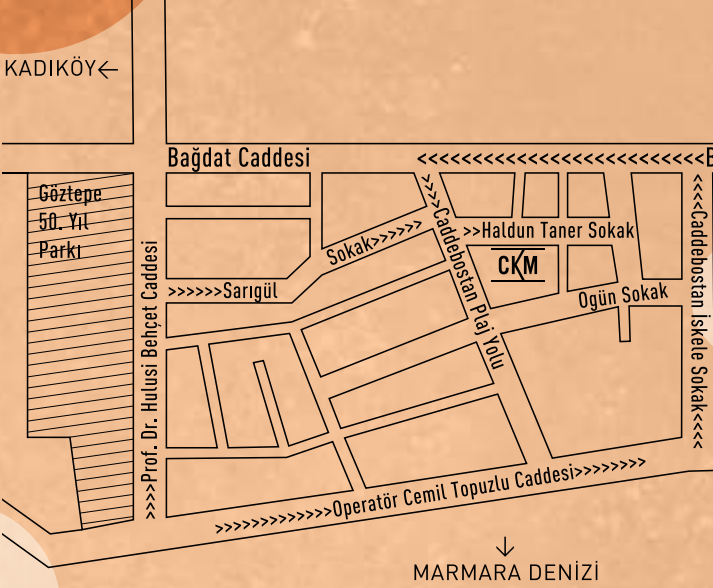 KADIKÖY←
Bağdat Caddesi
<<<<<<<<<<<<<<<<<<<<<<<<<<B
Göztepe
50. Yıl
Parkı
>>>>Prof. Dr. Hulusi Behçet Caddesi
>>>>>>Sarıgül
Sokak>>>>>>
>>>>Caddebostan Plaj Yolu
>>Haldun Taner Sokak
CKM
Ogün Sokak
<<<<Caddebostan İskele Sokak<<<<
>>>>>>>>>>>>>Operatör Cemil Topuzlu Caddesi>>>>>>>>
↓
MARMARA DENİZİ